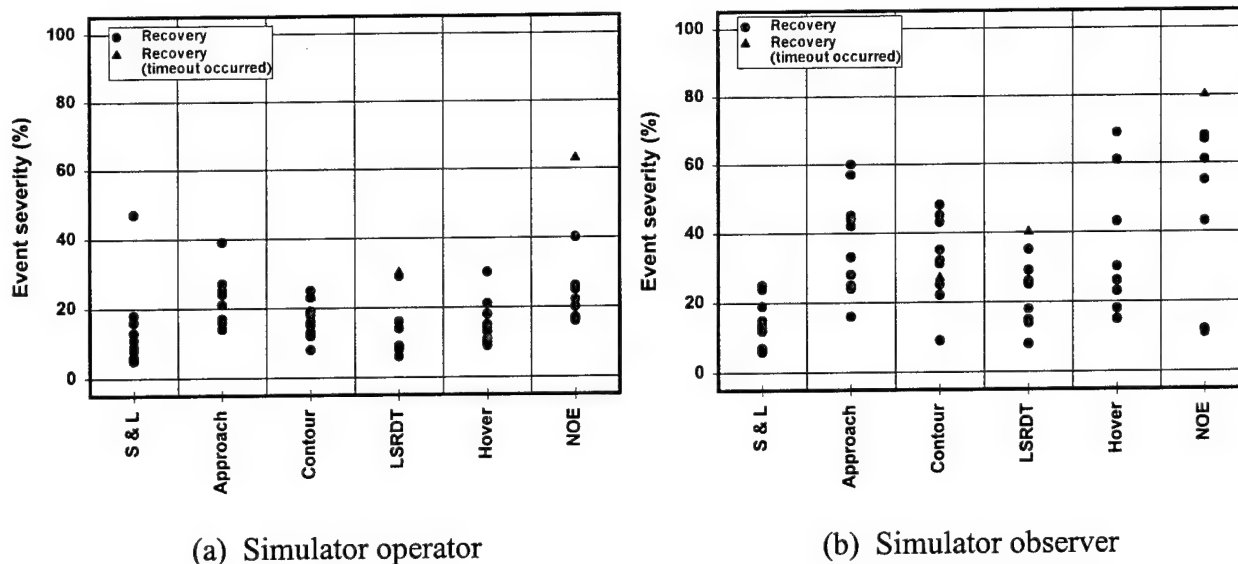 Recovery
Recovery
(timeout occurred)
Event severity (%)
100
80
60
40
20
0
S & L
Approach
Contour
LSRDT
Hover
NOE
(a) Simulator operator
Recovery
Recovery
(timeout occurred)
Event severity (%)
100
80
60
40
20
0
S & L
Approach
Contour
LSRDT
Hover
NOE
(b) Simulator observer